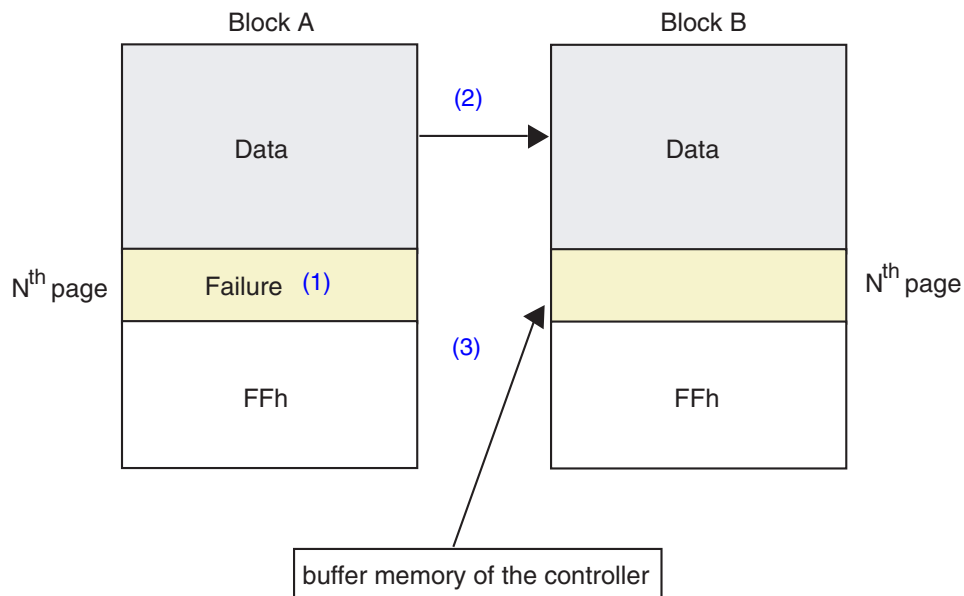 Block A
Block B
(2)
Data
Data
Nth page
Failure (1)
Nth page
(3)
FFh
FFh
buffer memory of the controller